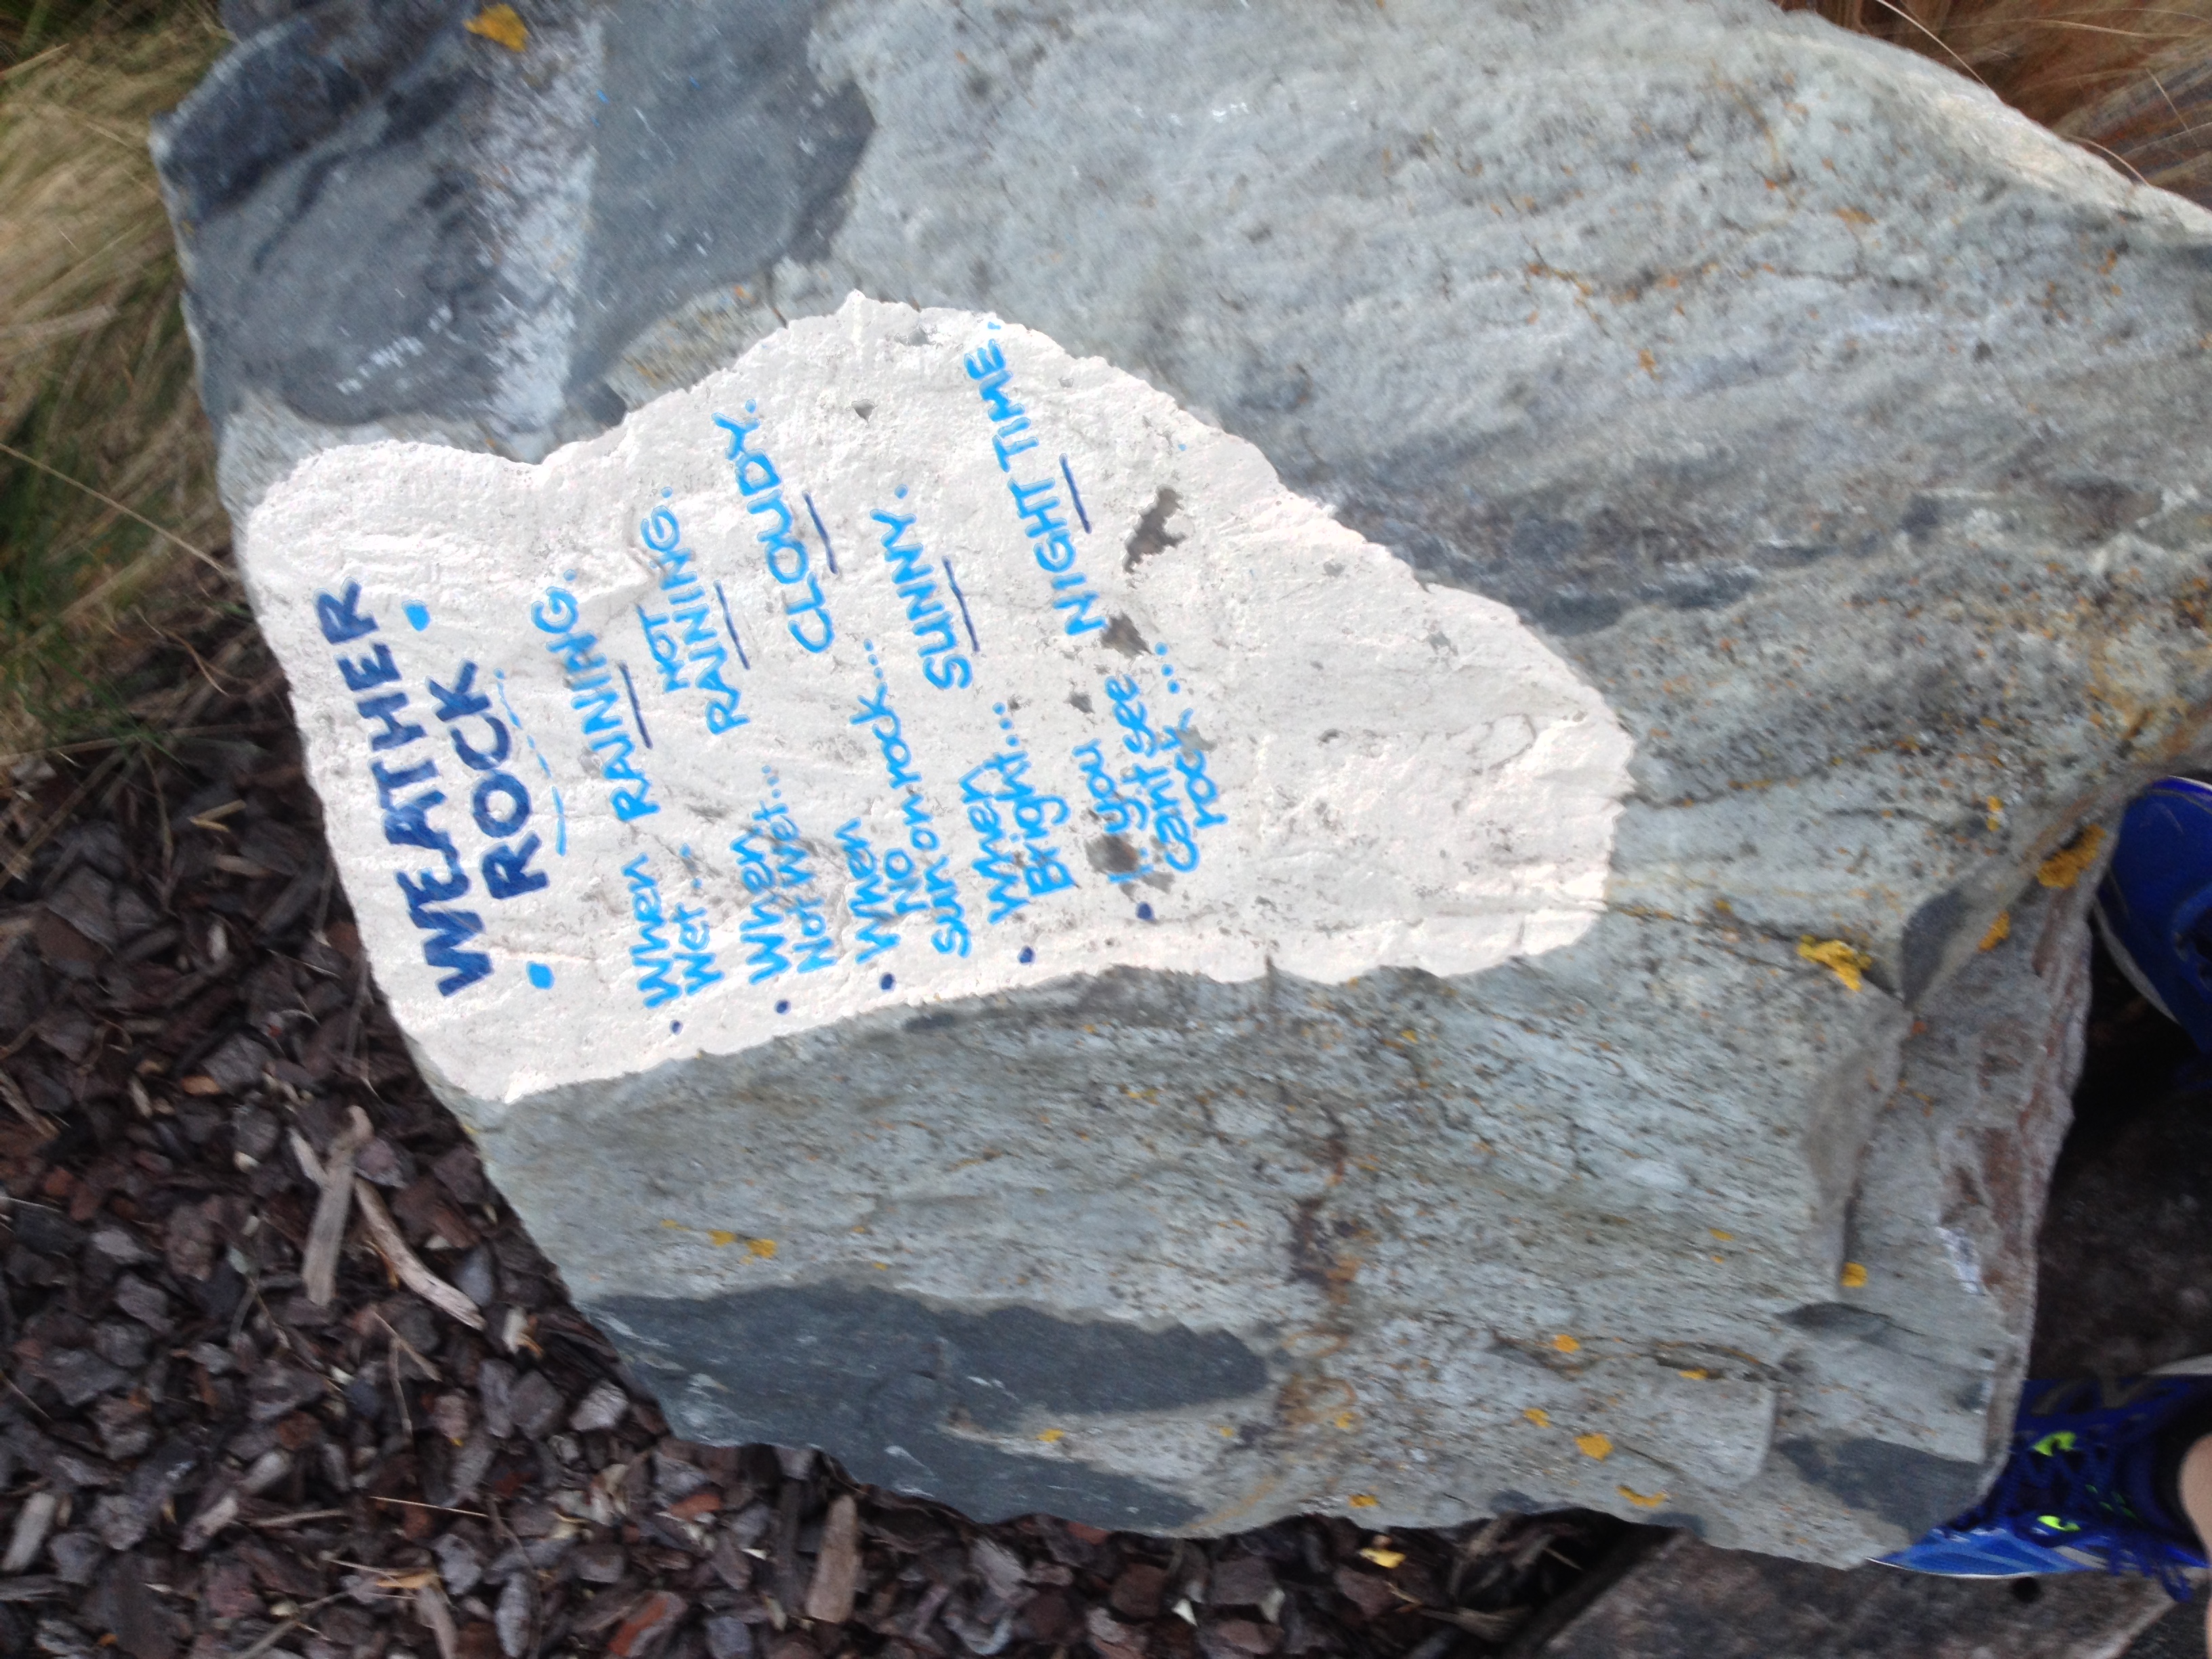 WEATHER
ROCK
When RAINING.
Wet...
When NOT
Not Wet... RAINING.
When
NO CLOUDY.
Sun on rock...
When SUNNY.
Bright...
you NIGHT TIME.
cant see
rock ...